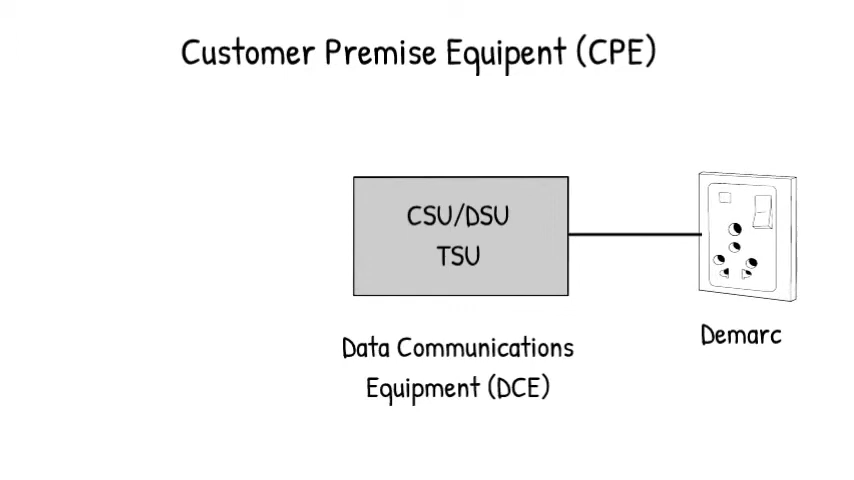 Customer Premise Equipent (CPE)
CSU/DSU
TSU
Data Communications
Equipment (DCE)
Demarc